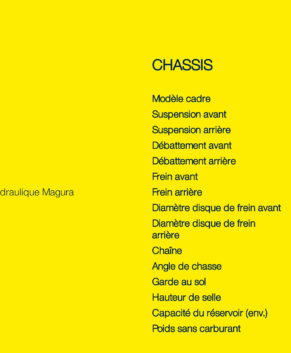 CHASSIS
Modèle cadre
Suspension avant
Suspension arrière
Débattement avant
Débattement arrière
Frein avant
draulique Magura
Frein arrière
Diamètre disque de frein avant
Diamètre disque de frein
arrière
Chaîne
Angle de chasse
Garde au sol
Hauteur de selle
Capacité du réservoir (env.)
Poids sans carburant